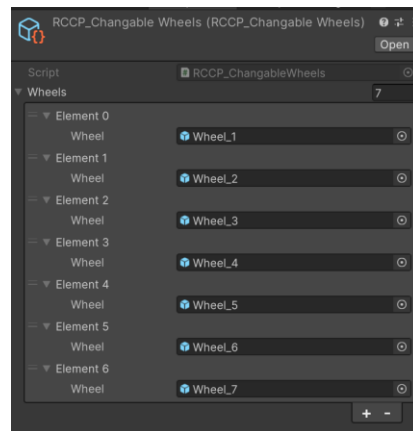 RCCP_Changable Wheels (RCCP_Changable Wheels)
Open
Script RCCP_ChangableWheels
Wheels 7
Element 0
Wheel Wheel_1
Element 1
Wheel Wheel_2
Element 2
Wheel Wheel_3
Element 3
Wheel Wheel_4
Element 4
Wheel Wheel_5
Element 5
Wheel Wheel_6
Element 6
Wheel Wheel_7
+ -